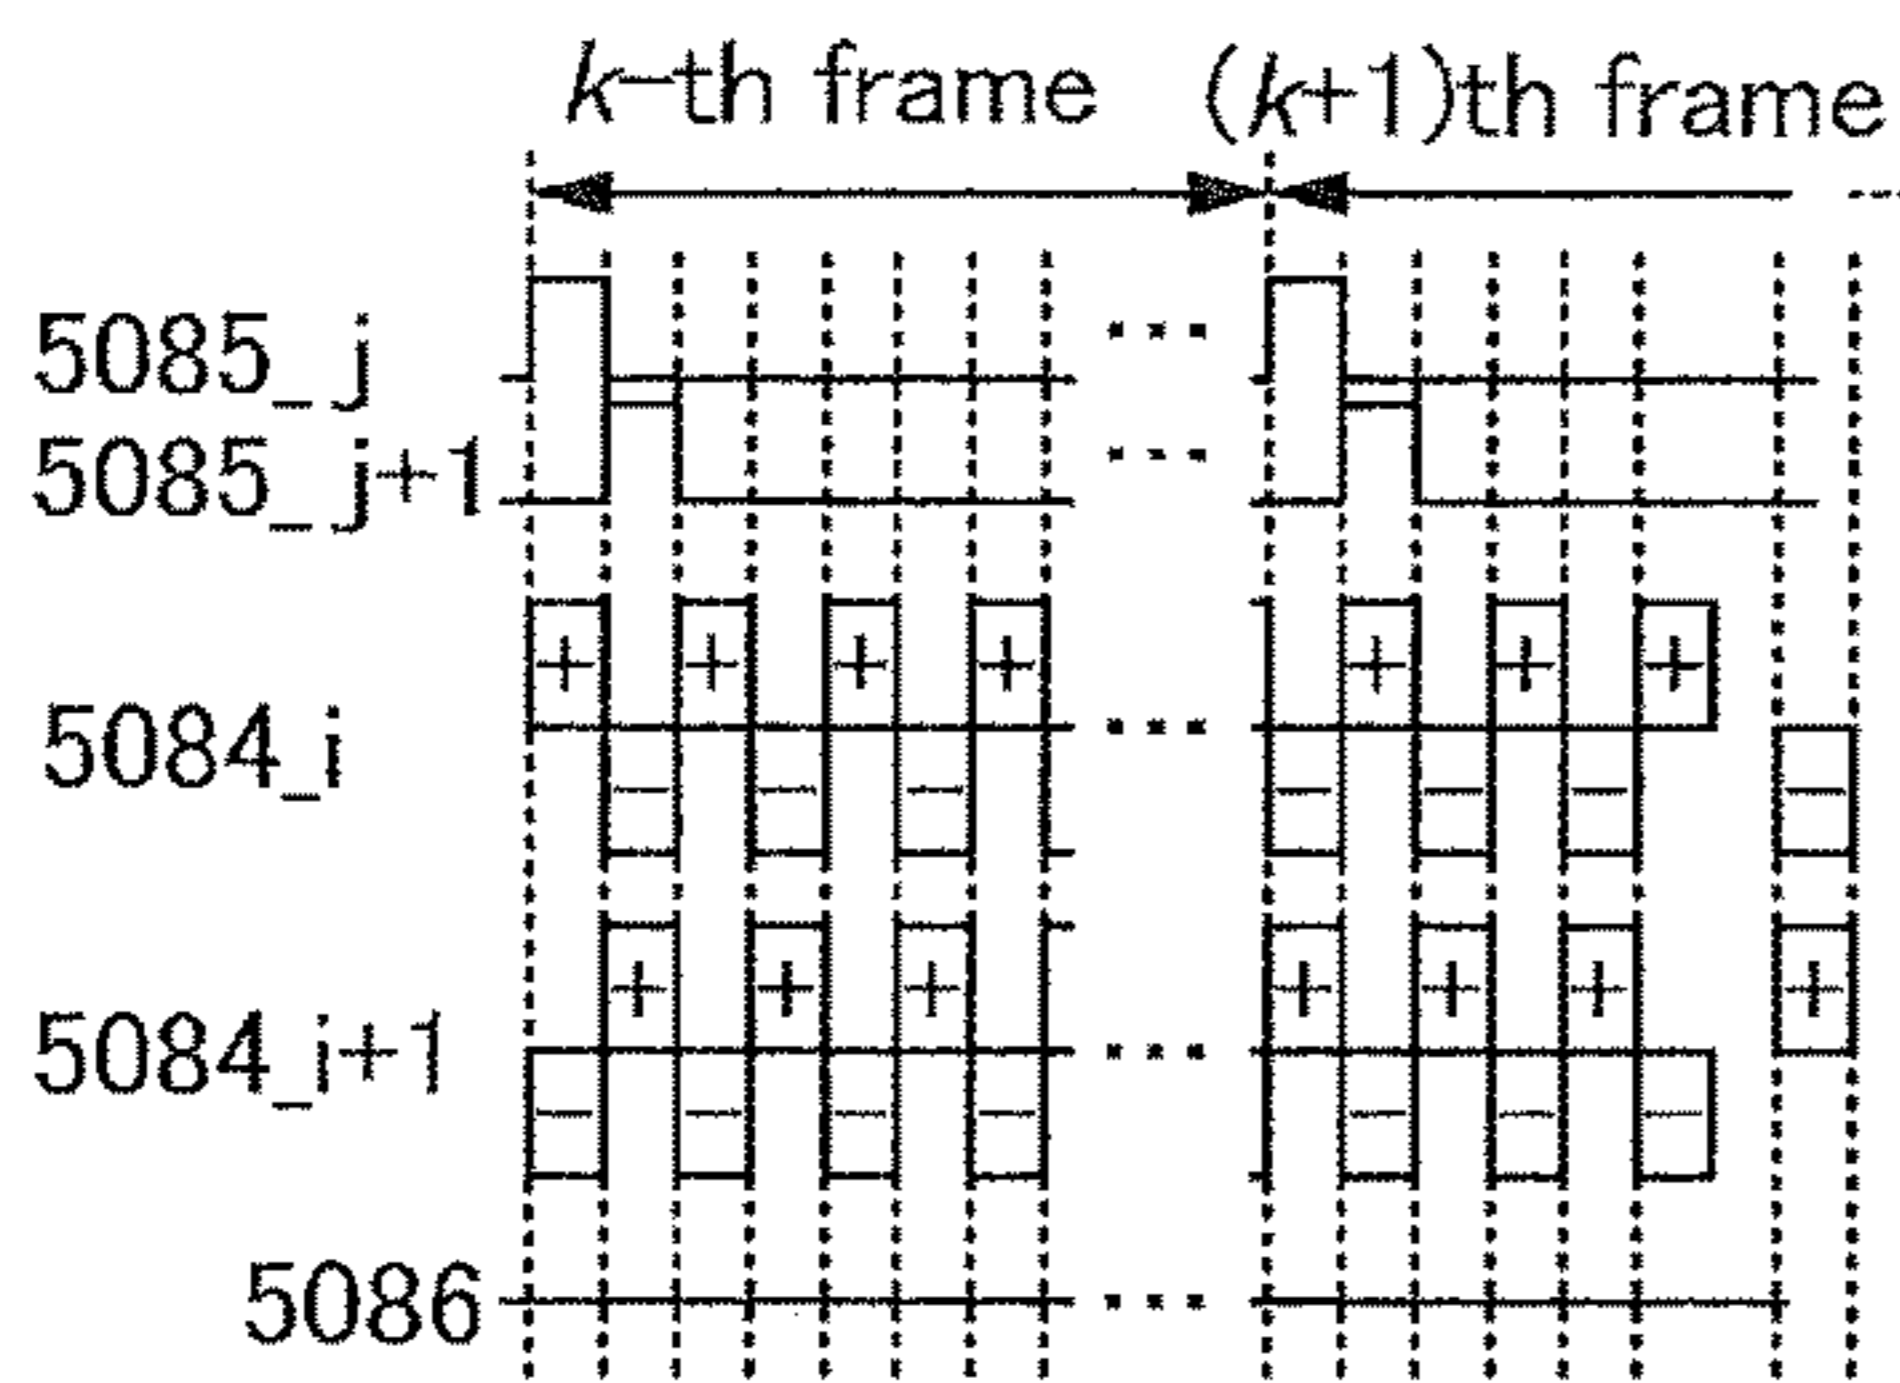 k-th frame (k+1)th frame
5085_j
5085_j+1
+ + + + + + +
5084_i
- - - - - - -
+ + + + + + +
5084_i+1
- - - - - - -
5086